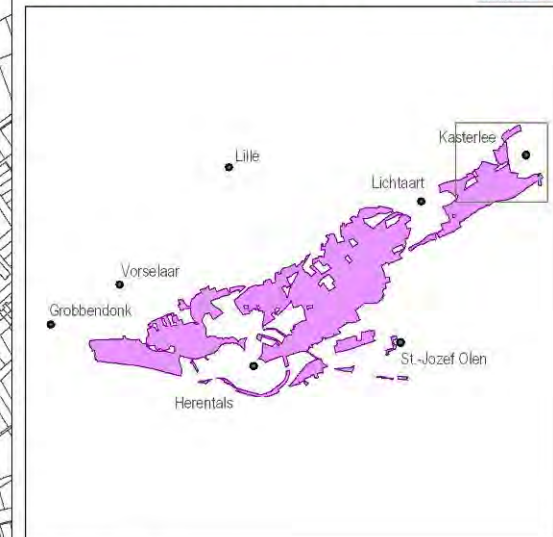 Kasterlee
Lille
Lichtaart
Vorselaar
Grobbendonk
St.-Jozef Olen
Herentals